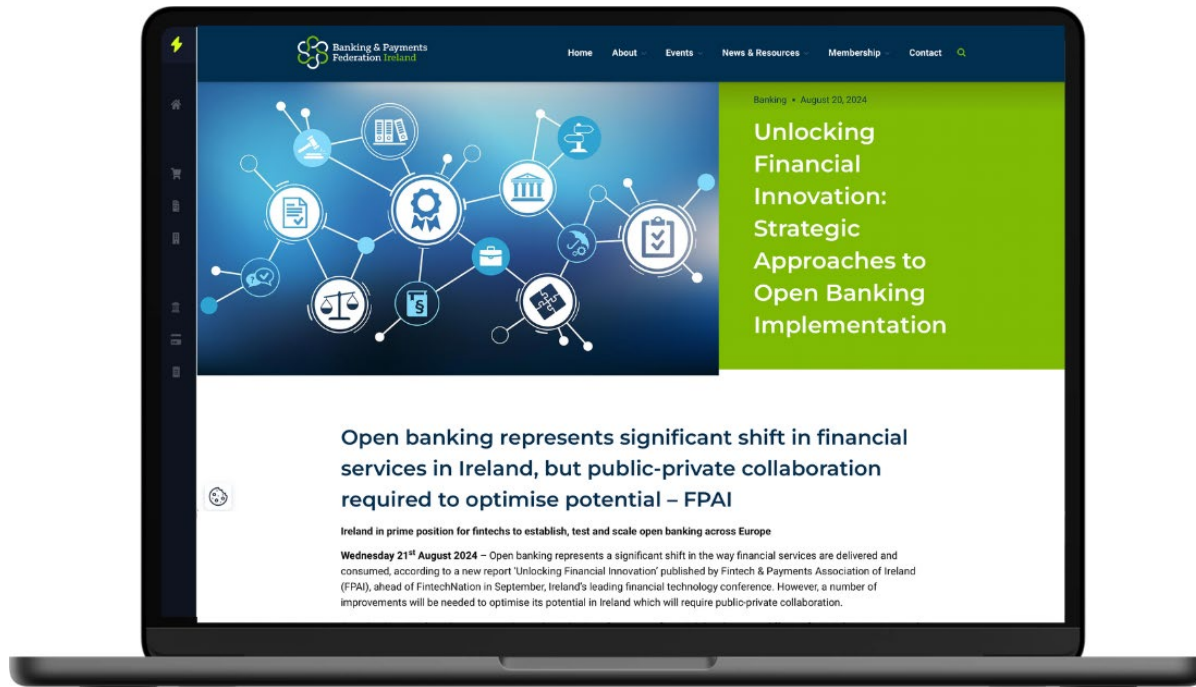 Banking & Payments
Federation Ireland
Home About Events News & Resources Membership Contact
Banking • August 20, 2024
Unlocking
Financial
Innovation:
Strategic
Approaches to
Open Banking
Implementation
§
Open banking represents significant shift in financial
services in Ireland, but public-private collaboration
required to optimise potential – FPAI
Ireland in prime position for fintechs to establish, test and scale open banking across Europe
Wednesday 21st August 2024 – Open banking represents a significant shift in the way financial services are delivered and
consumed, according to a new report ‘Unlocking Financial Innovation’ published by Fintech & Payments Association of Ireland
(FPAI), ahead of FintechNation in September, Ireland's leading financial technology conference. However, a number of
improvements will be needed to optimise its potential in Ireland which will require public-private collaboration.